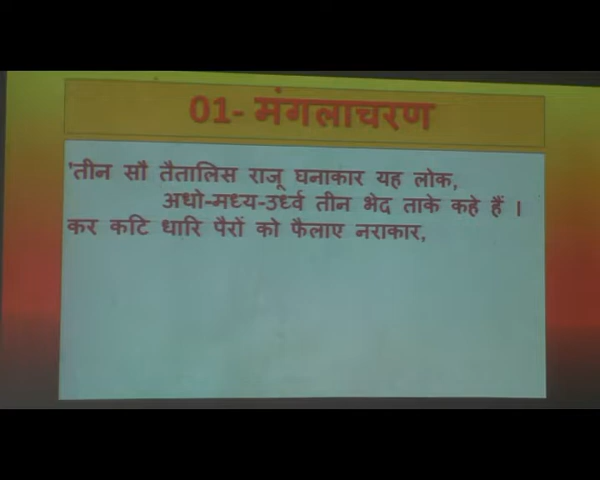 01- मंगलाचरण
'तीन सौ तैतालिस राजू घनाकार यह लोक,
अधो-मध्य-उर्ध्व तीन भेद ताके कहे हैं ।
कर कटि धारि पैरों को फैलाए नराकार,